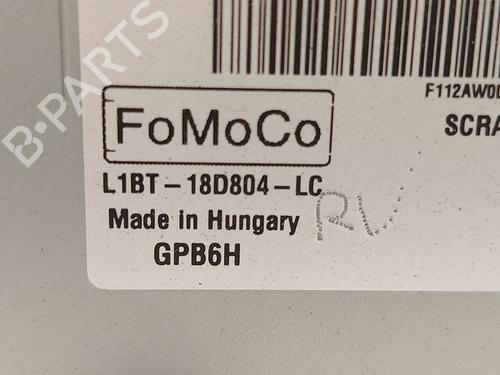 B-PARTS
F112AW0
SCRA
FoMoCo
L1BT-18D804-LC
Made in Hungary
RV
GPB6H